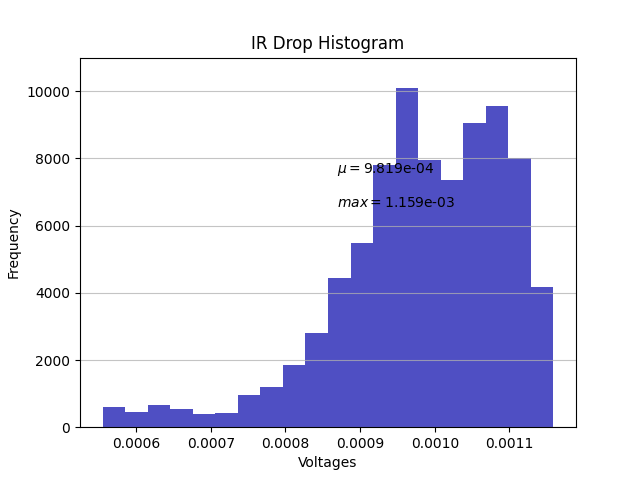 IR Drop Histogram
10000
8000
6000
4000
2000
0
Frequency
μ = 9.819e-04
max = 1.159e-03
0.0006 0.0007 0.0008 0.0009 0.0010 0.0011
Voltages